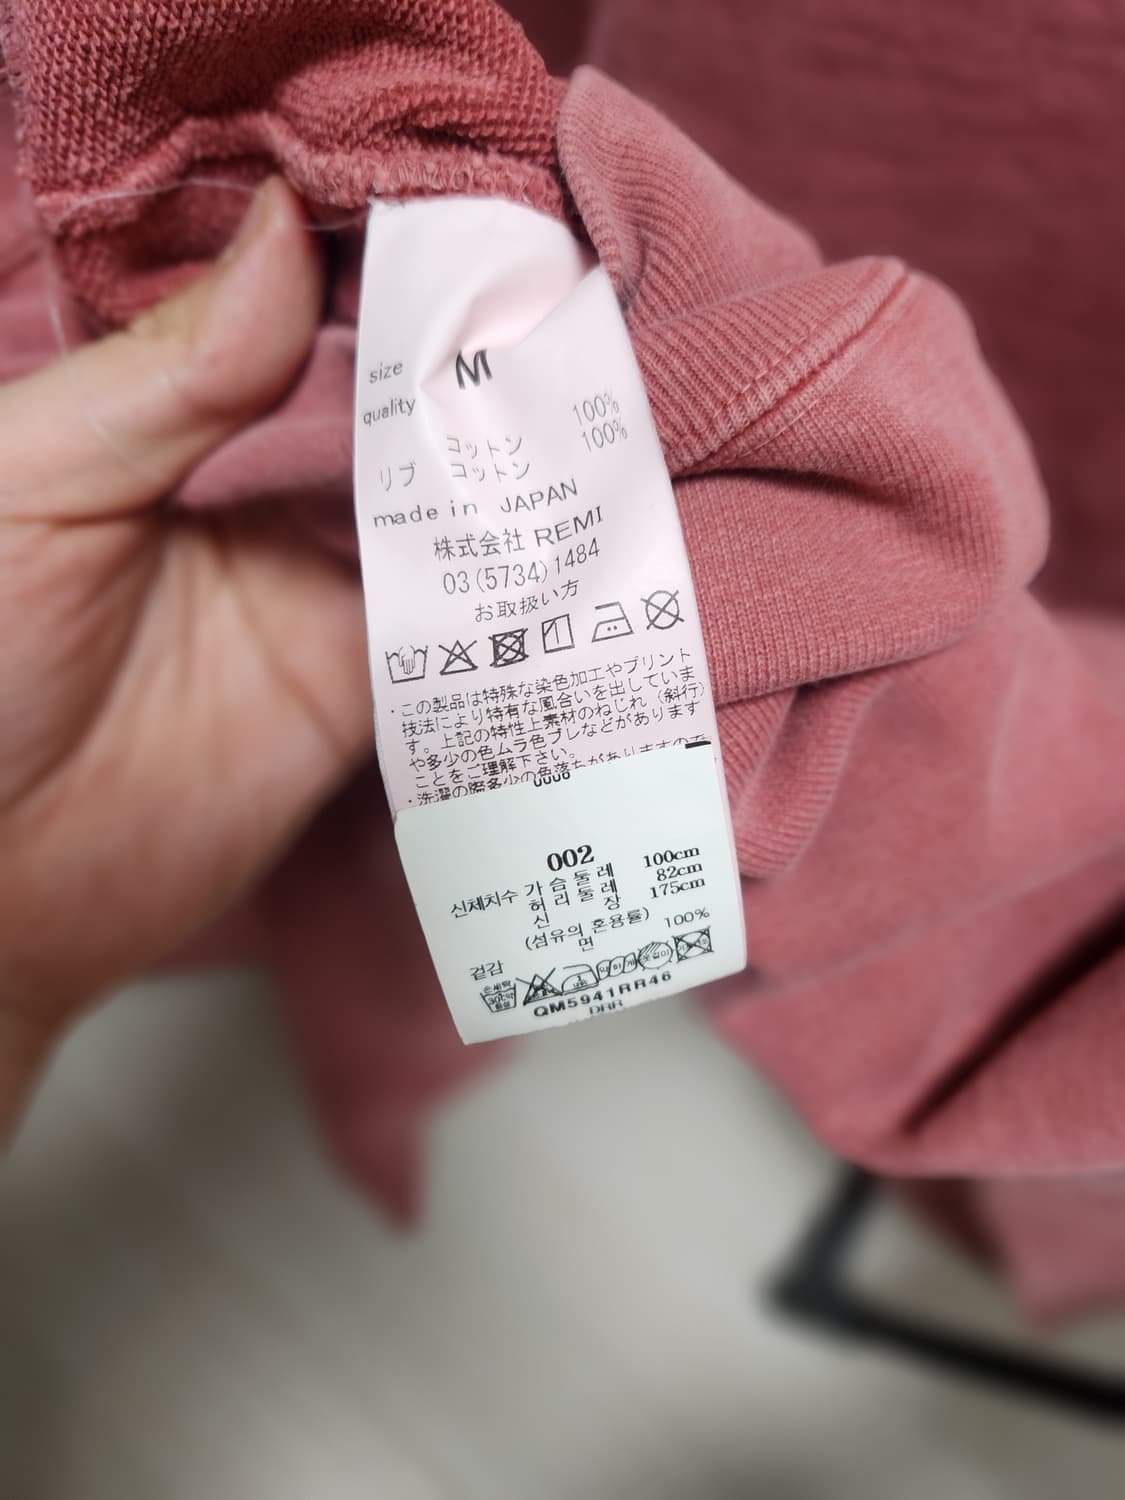 size M
quality
コットン 100%
リブ コットン 100%
made in JAPAN
株式会社 REMI
03(5734)1484
お取扱い方
・この製品は特殊な染色加工やプリント
技法により特有な風合いを出していま
す。上記の特性上素材のねじれ（斜行）
や多少の色ムラ色ブレなどがあります
ことをご理解下さい。
・洗濯の際多少の色落ちがありますので
002
신체치수 가슴둘레 100cm
허리둘레 82cm
신장 175cm
(섬유의 혼용률)
겉감 면 100%
손세탁
30℃
중성
QM5941RR46
DRR